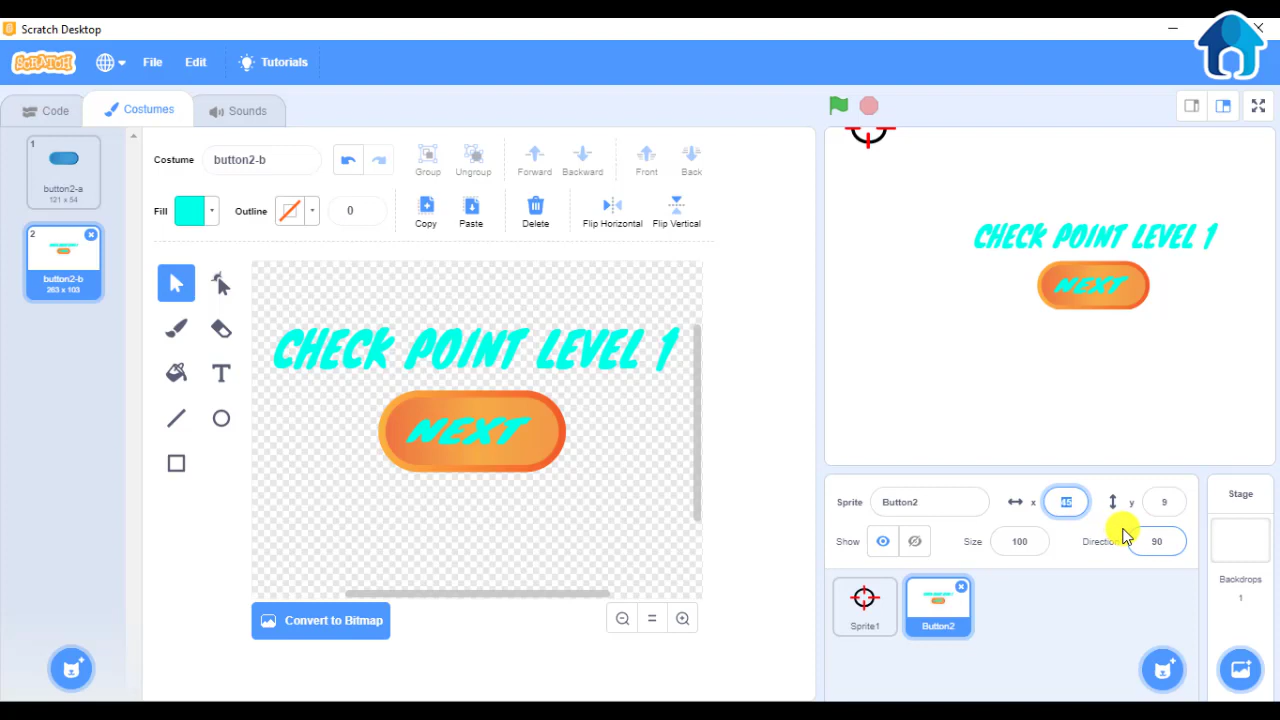 Scratch Desktop
SCRATCH File Edit Tutorials
Code Costumes Sounds
1
button2-a
121 x 54
2
button2-b
263 x 103
Costume button2-b Group Ungroup Forward Backward Front Back
Fill Outline 0 Copy Paste Delete Flip Horizontal Flip Vertical
CHECK POINT LEVEL 1
NEXT
Convert to Bitmap
CHECK POINT LEVEL 1
NEXT
Sprite Button2 x 45 y 9
Show Size 100 Direction 90
Sprite1 Button2
Stage
Backdrops
1